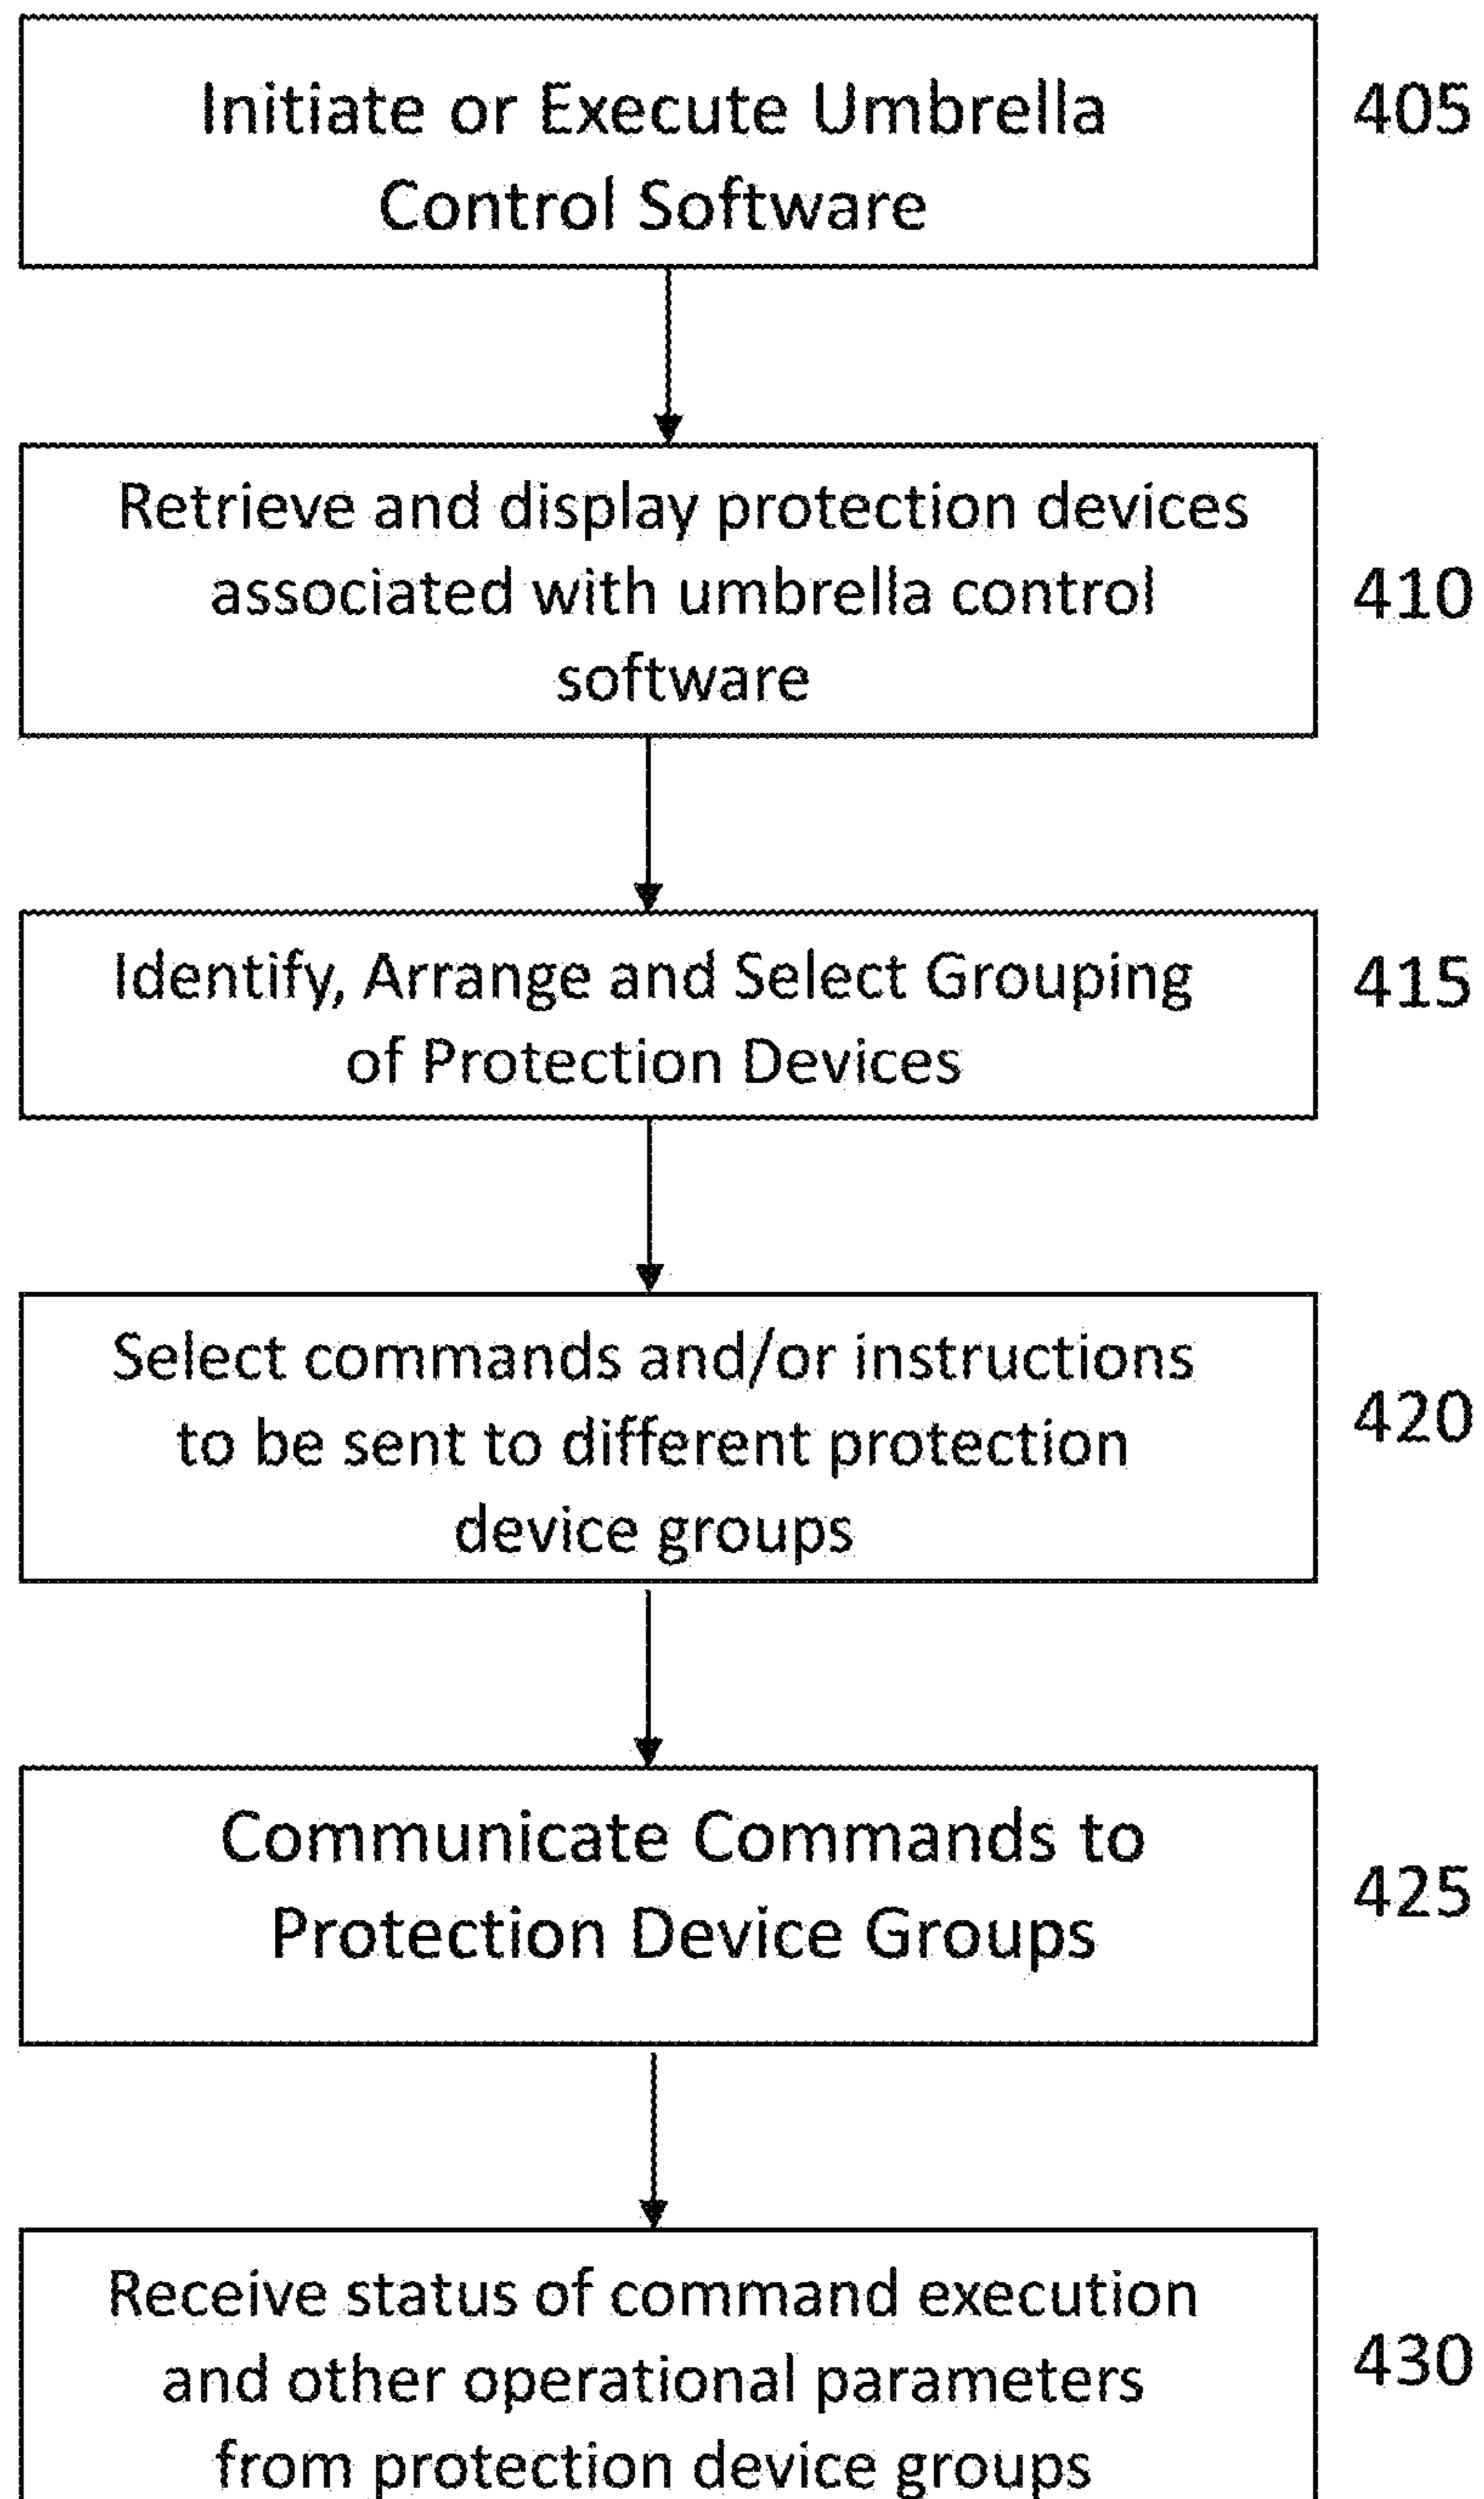 Initiate or Execute Umbrella
Control Software
405
Retrieve and display protection devices
associated with umbrella control
software
410
Identify, Arrange and Select Grouping
of Protection Devices
415
Select commands and/or instructions
to be sent to different protection
device groups
420
Communicate Commands to
Protection Device Groups
425
Receive status of command execution
and other operational parameters
from protection device groups
430